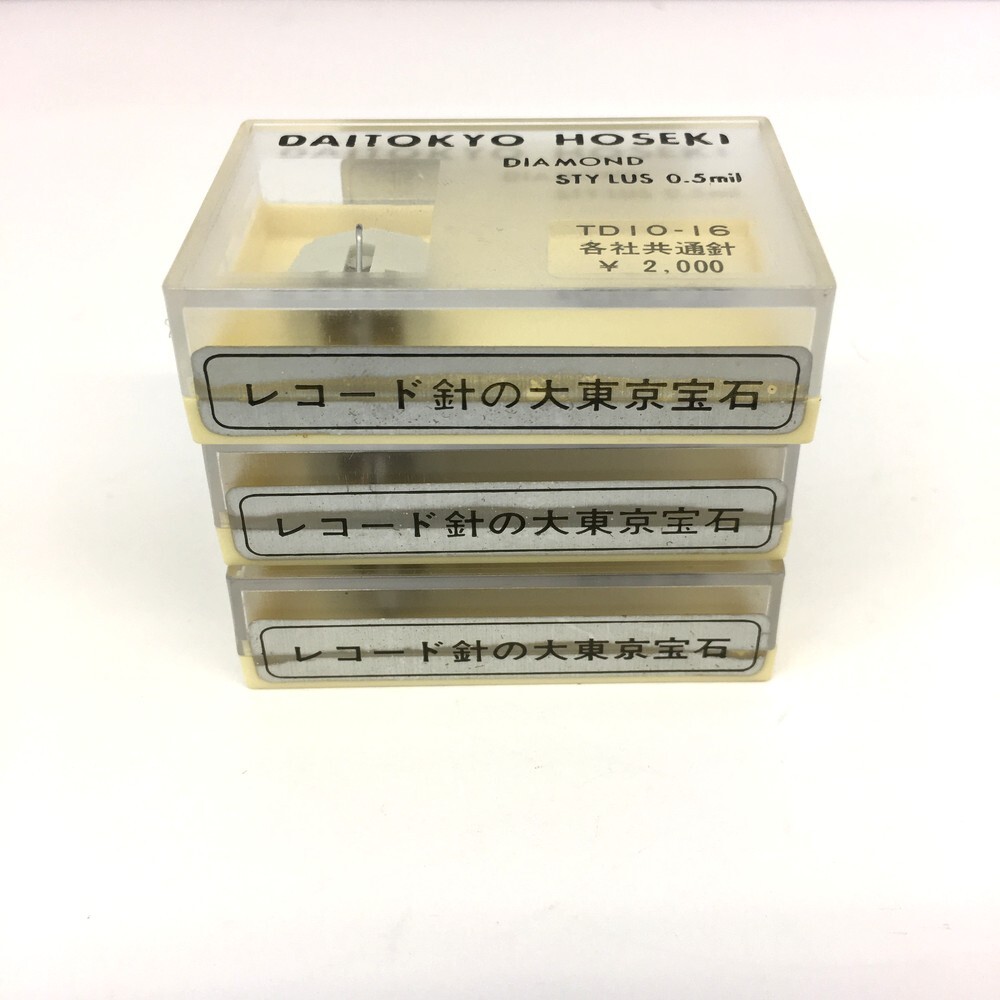 DAITOKYO HOSEKI
DIAMOND
STYLUS 0.5mil
TD10-16
各社共通針
¥ 2,000
レコード針の大東京宝石
レコード針の大東京宝石
レコード針の大東京宝石